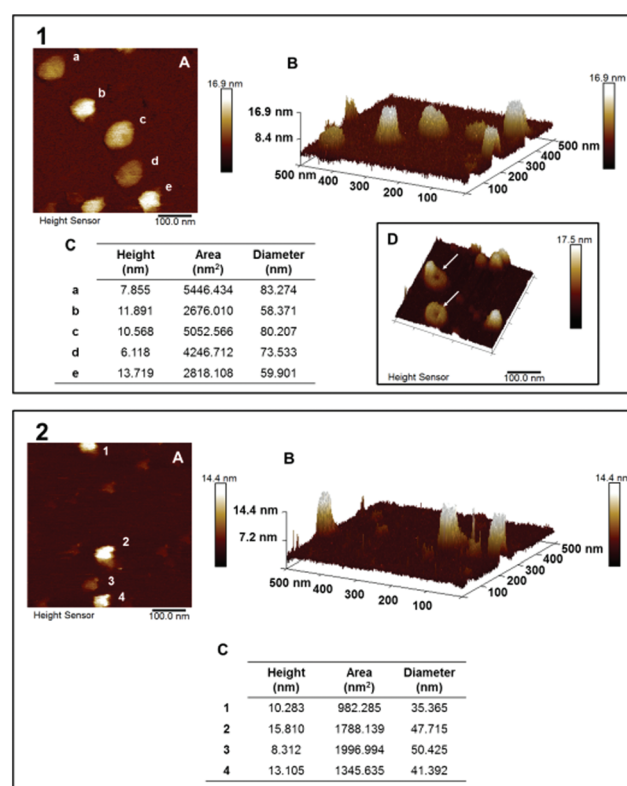 1
A
a
b
c
d
e
16.9 nm
100.0 nm
Height Sensor
B
16.9 nm
8.4 nm
500 nm 400 300 200 100
100 200 300 400 500 nm
16.9 nm
C
Height (nm) Area (nm²) Diameter (nm)
a 7.855 5446.434 83.274
b 11.891 2676.010 58.371
c 10.568 5052.566 80.207
d 6.118 4246.712 73.533
e 13.719 2818.108 59.901
D
17.5 nm
Height Sensor
100.0 nm
2
A
1
2
3
4
14.4 nm
Height Sensor
100.0 nm
B
14.4 nm
7.2 nm
500 nm 400 300 200 100
100 200 300 400 500 nm
14.4 nm
C
Height (nm) Area (nm²) Diameter (nm)
1 10.283 982.285 35.365
2 15.810 1788.139 47.715
3 8.312 1996.994 50.425
4 13.105 1345.635 41.392